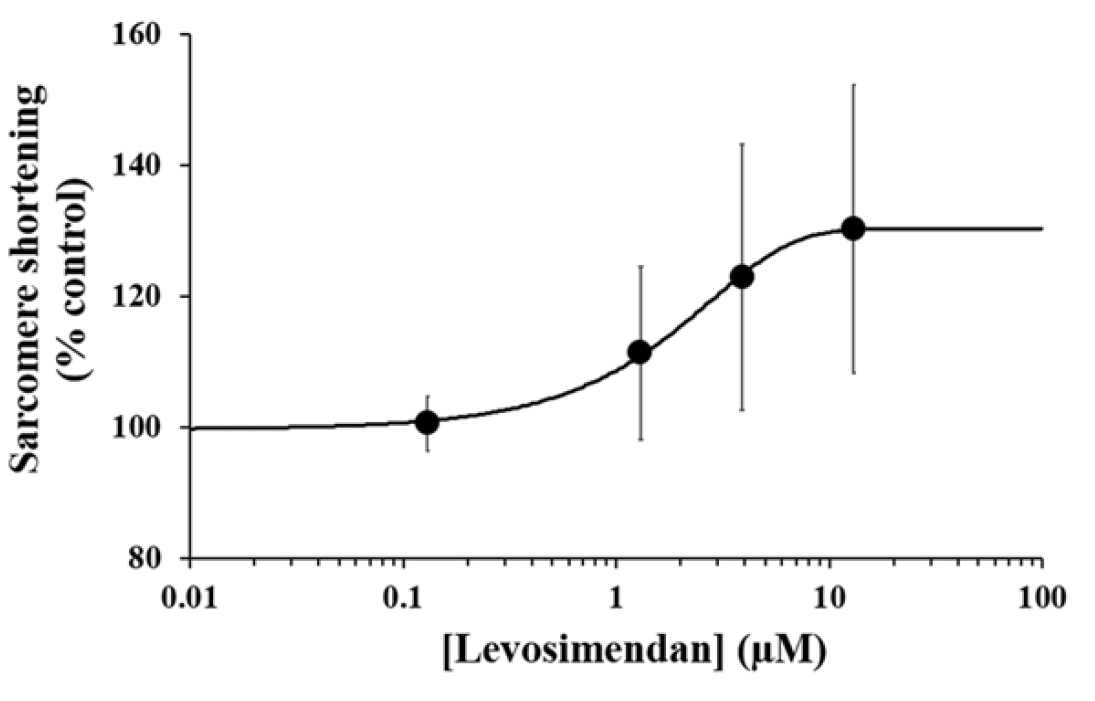 Sarcomere shortening
(% control)
160
140
120
100
80
0.01 0.1 1 10 100
[Levosimendan] (μM)